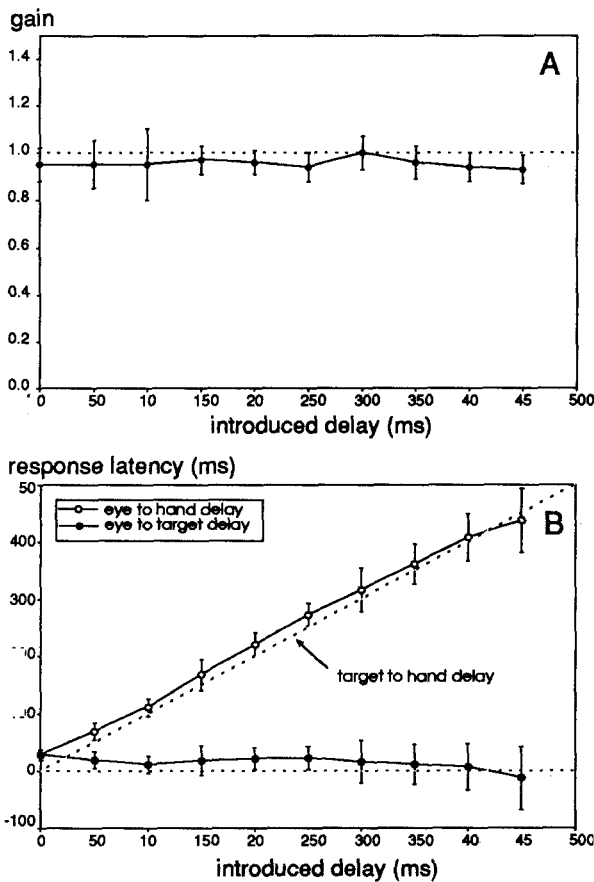 gain
A
1.4
1.2
1.0
0.8
0.6
0.4
0.2
0.0
0 50 10 150 20 250 300 350 40 45 500
introduced delay (ms)
response latency (ms)
50
eye to hand delay
eye to target delay
B
400
300
0
target to hand delay
0
0
-100
0 50 10 150 20 250 300 350 40 45 500
introduced delay (ms)